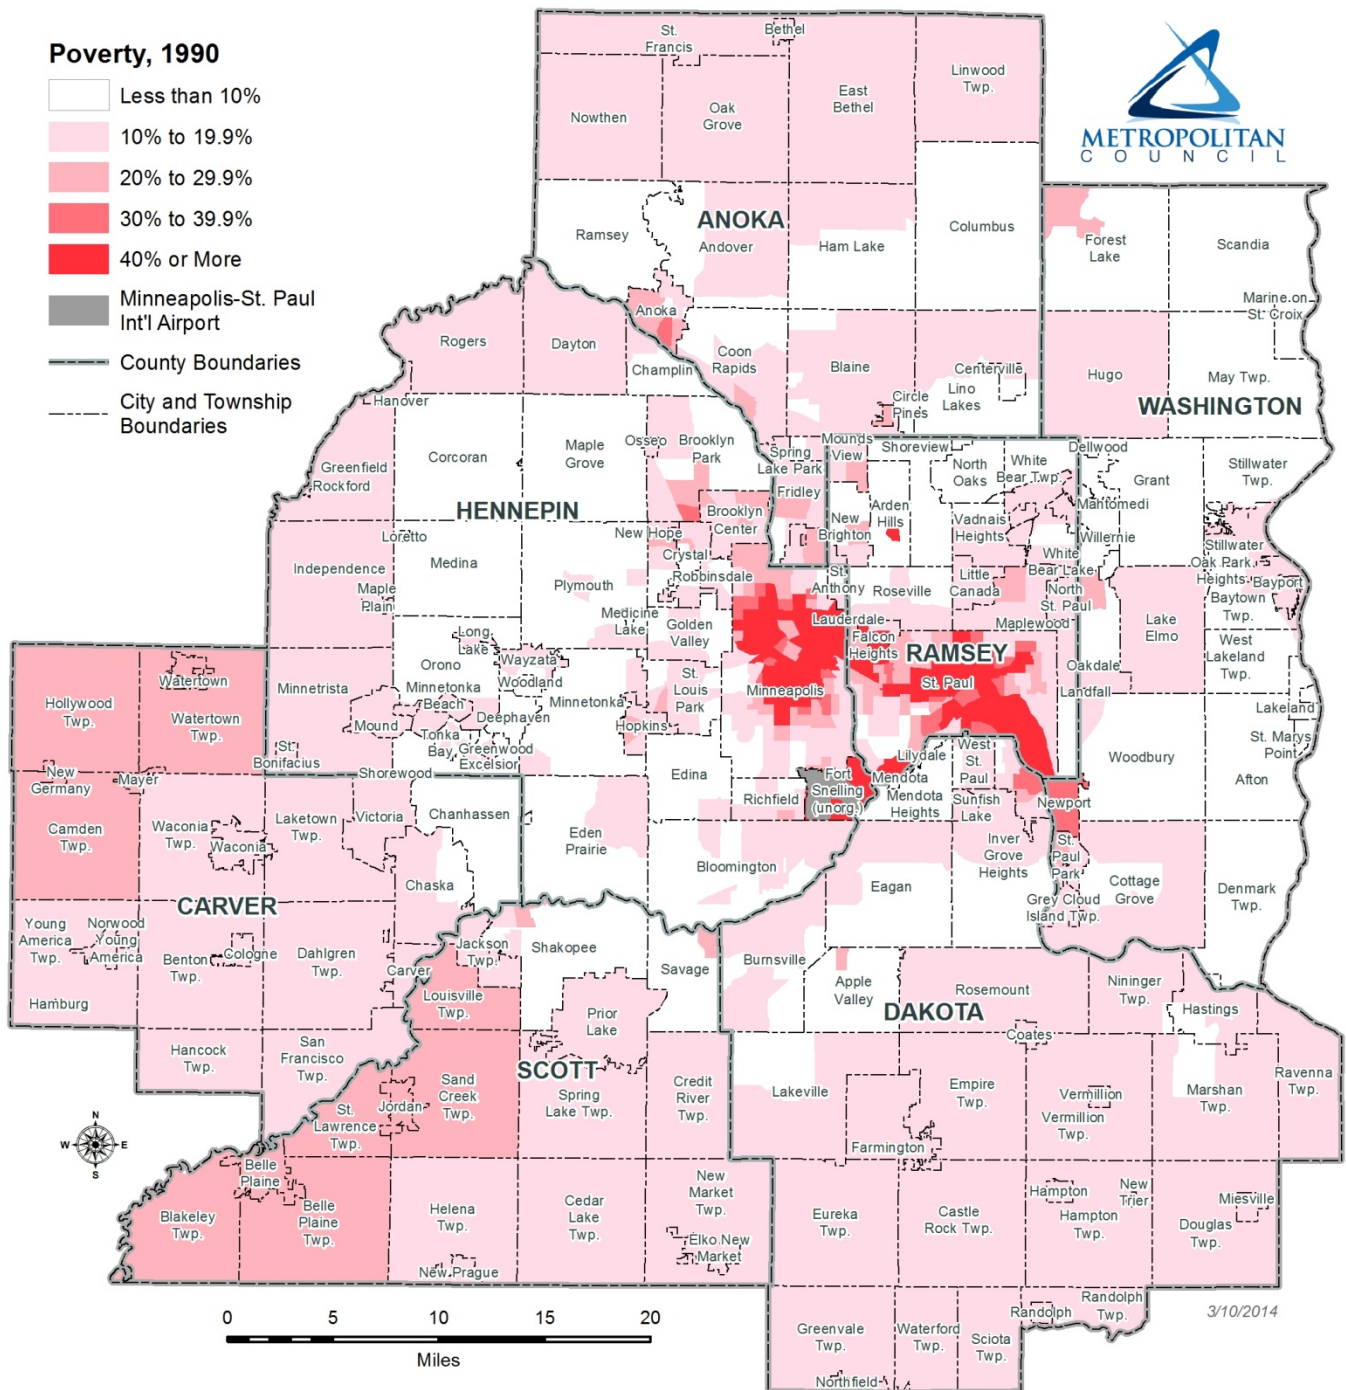 Poverty, 1990
Less than 10%
10% to 19.9%
20% to 29.9%
30% to 39.9%
40% or More
Minneapolis-St. Paul
Int'l Airport
County Boundaries
City and Township
Boundaries
METROPOLITAN
COUNCIL
St.
Francis
Bethel
Linwood
Twp.
Nowthen
Oak
Grove
East
Bethel
ANOKA
Ramsey
Andover
Ham Lake
Columbus
Forest
Lake
Scandia
Marine on
St. Croix
Anoka
Rogers
Dayton
Champlin
Coon
Rapids
Blaine
Centerville
Lino
Lakes
Circle
Pines
Hugo
May Twp.
WASHINGTON
Hanover
Corcoran
Maple
Grove
Osseo
Brooklyn
Park
Spring
Lake Park
Mounds
View
Shoreview
North
Oaks
White
Bear Twp.
Dellwood
Grant
Stillwater
Twp.
Greenfield
Rockford
HENNEPIN
Fridley
Brooklyn
Center
New
Brighton
Arden
Hills
Vadnais
Heights
Mahtomedi
Willernie
White
Bear Lake
Stillwater
Oak Park
Heights
Bayport
Baytown
Twp.
Loretto
Medina
New Hope
Crystal
Robbinsdale
Independence
Maple
Plain
Plymouth
Medicine
Lake
Golden
Valley
St.
Anthony
Roseville
Little
Canada
North
St. Paul
Maplewood
Lake
Elmo
West
Lakeland
Twp.
Lauderdale
Falcon
Heights
RAMSEY
St. Paul
Oakdale
Landfall
Lakeland
St. Marys
Point
Long
Lake
Orono
Wayzata
Woodland
Minnetonka
Beach
Minnetonka
Deephaven
St.
Louis
Park
Minneapolis
Hopkins
Minnetrista
Mound
Tonka
Bay
Greenwood
Excelsior
Shorewood
St.
Bonifacius
Hollywood
Twp.
Watertown
Watertown
Twp.
New
Germany
Mayer
Camden
Twp.
Waconia
Twp.
Waconia
Laketown
Twp.
Victoria
Chanhassen
Chaska
Eden
Prairie
Edina
Richfield
Bloomington
Fort
Snelling
(unorg.)
Lilydale
Mendota
Mendota
Heights
West
St.
Paul
Sunfish
Lake
Inver
Grove
Heights
Newport
St.
Paul
Park
Grey Cloud
Island Twp.
Woodbury
Afton
Cottage
Grove
Denmark
Twp.
CARVER
Young
America
Twp.
Norwood
Young
America
Benton
Twp.
Cologne
Dahlgren
Twp.
Carver
Hamburg
Hancock
Twp.
San
Francisco
Twp.
Jackson
Twp.
Louisville
Twp.
Shakopee
Savage
Prior
Lake
SCOTT
Burnsville
Eagan
Apple
Valley
Rosemount
DAKOTA
Coates
Nininger
Twp.
Hastings
Ravenna
Twp.
Marshan
Twp.
Sand
Creek
Twp.
Jordan
St.
Lawrence
Twp.
Spring
Lake Twp.
Credit
River
Twp.
Lakeville
Farmington
Empire
Twp.
Vermillion
Vermillion
Twp.
Belle
Plaine
Blakeley
Twp.
Belle
Plaine
Twp.
Helena
Twp.
New Prague
Cedar
Lake
Twp.
New
Market
Twp.
Elko New
Market
Eureka
Twp.
Castle
Rock Twp.
Hampton
New
Trier
Hampton
Twp.
Miesville
Douglas
Twp.
Greenvale
Twp.
Waterford
Twp.
Sciota
Twp.
Randolph
Randolph
Twp.
Northfield
N
W E
S
0 5 10 15 20
Miles
3/10/2014